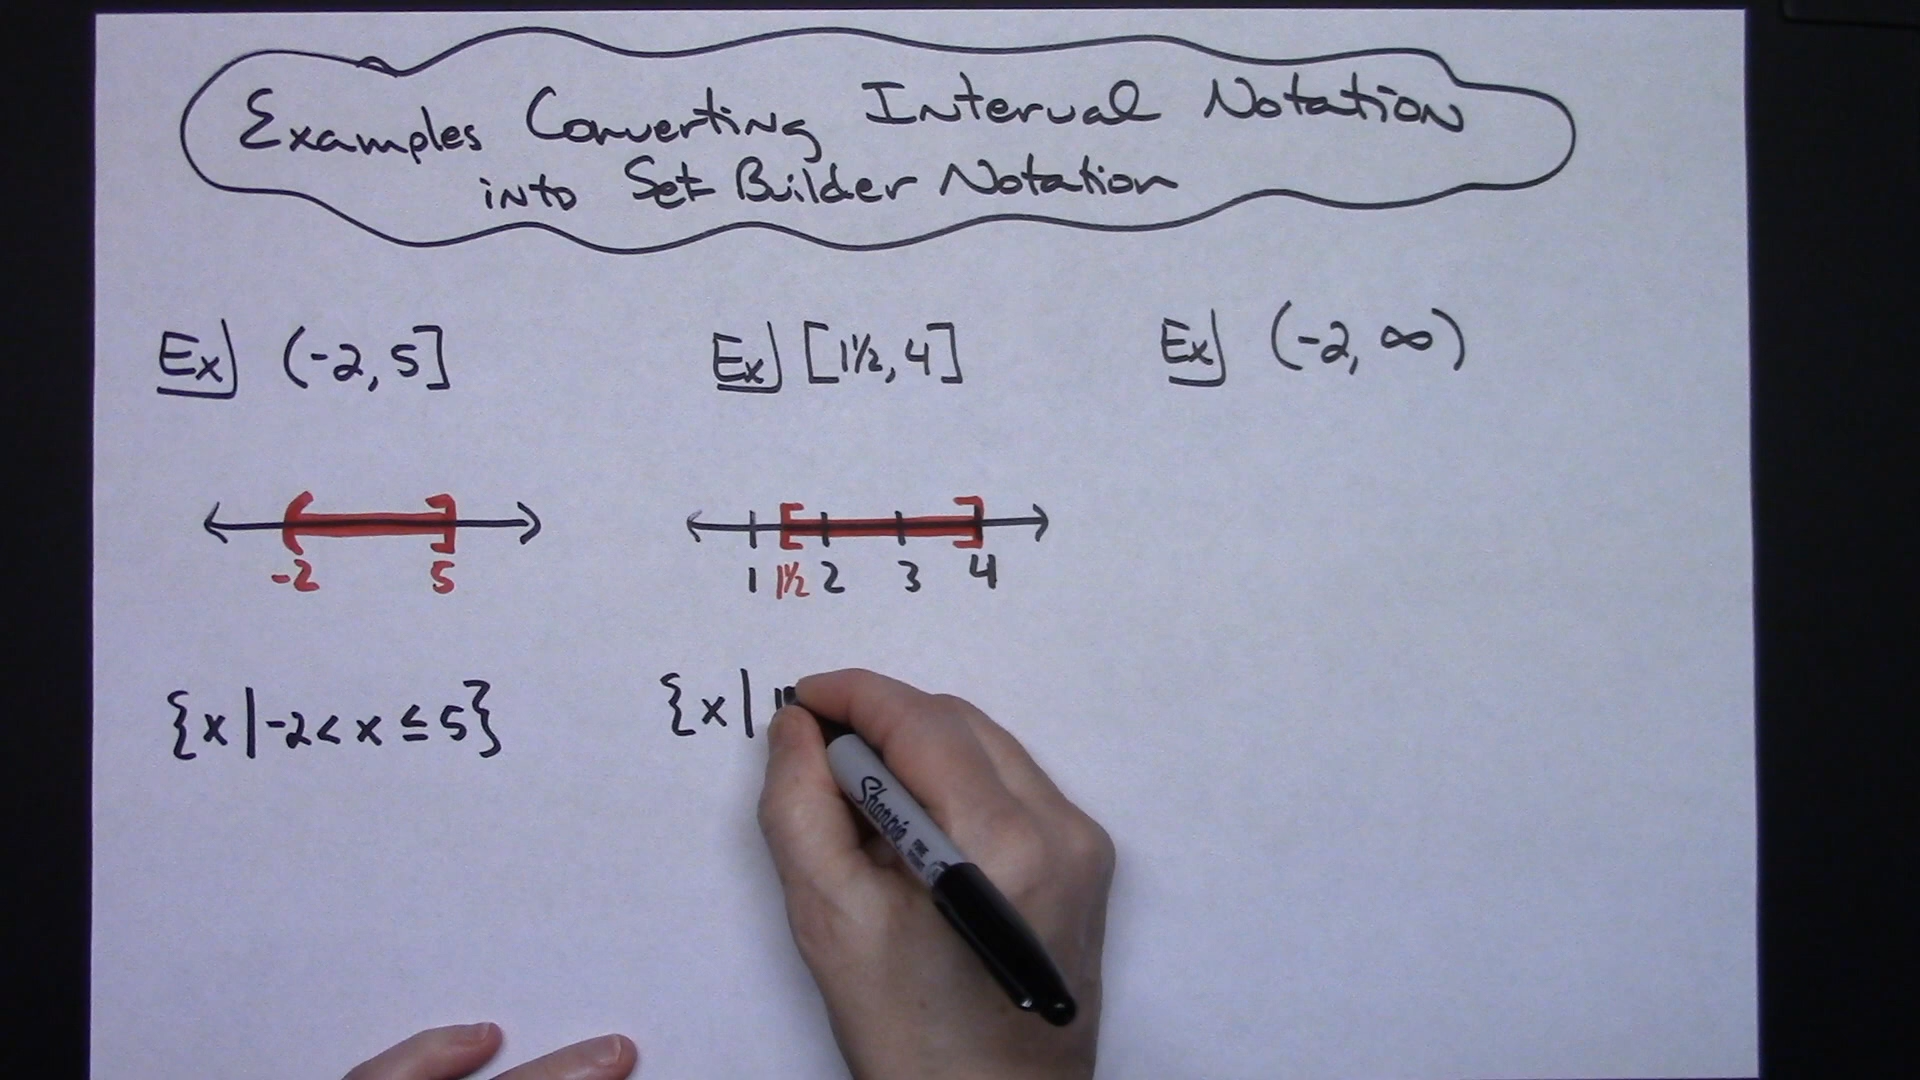 Examples Converting Interval Notation
into Set Builder Notation
Ex] (-2, 5]
Ex] [1½, 4]
Ex] (-2, ∞)
-2 5
1 1½ 2 3 4
{x | -2 < x ≤ 5}
{x | 1
Sharpie